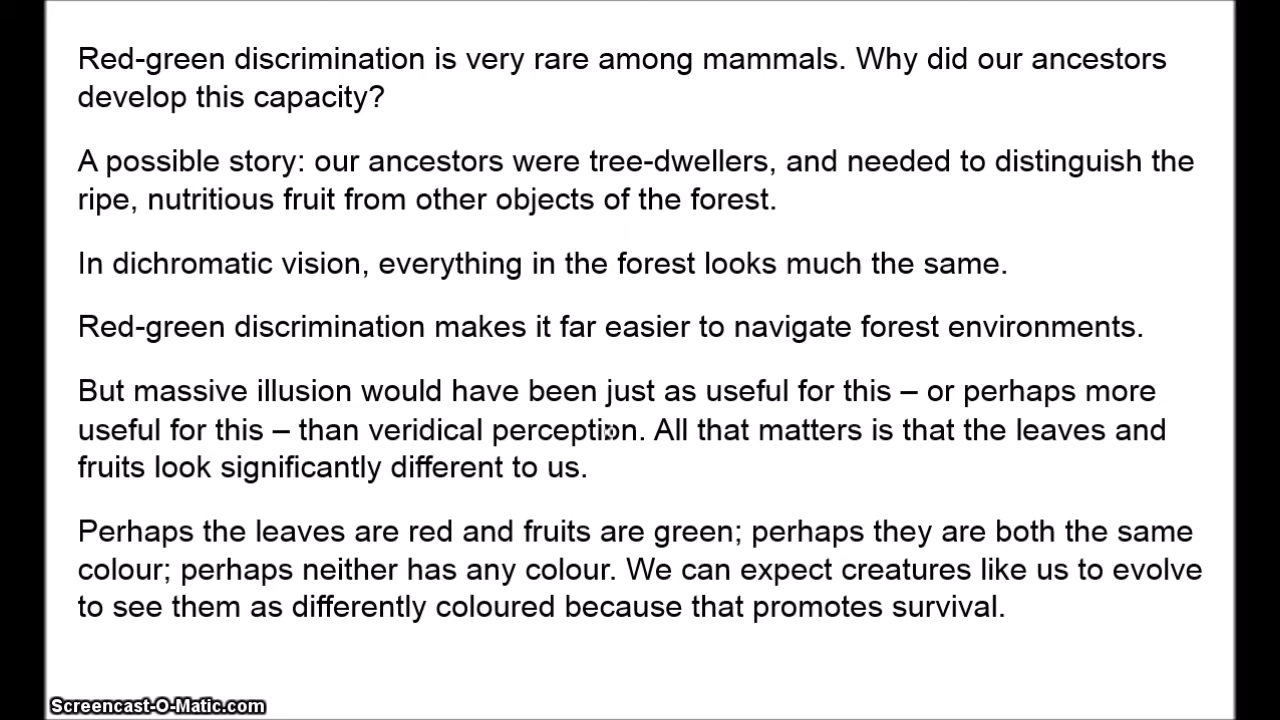 Red-green discrimination is very rare among mammals. Why did our ancestors
develop this capacity?
A possible story: our ancestors were tree-dwellers, and needed to distinguish the
ripe, nutritious fruit from other objects of the forest.
In dichromatic vision, everything in the forest looks much the same.
Red-green discrimination makes it far easier to navigate forest environments.
But massive illusion would have been just as useful for this – or perhaps more
useful for this – than veridical perception. All that matters is that the leaves and
fruits look significantly different to us.
Perhaps the leaves are red and fruits are green; perhaps they are both the same
colour; perhaps neither has any colour. We can expect creatures like us to evolve
to see them as differently coloured because that promotes survival.
Screencast-O-Matic.com